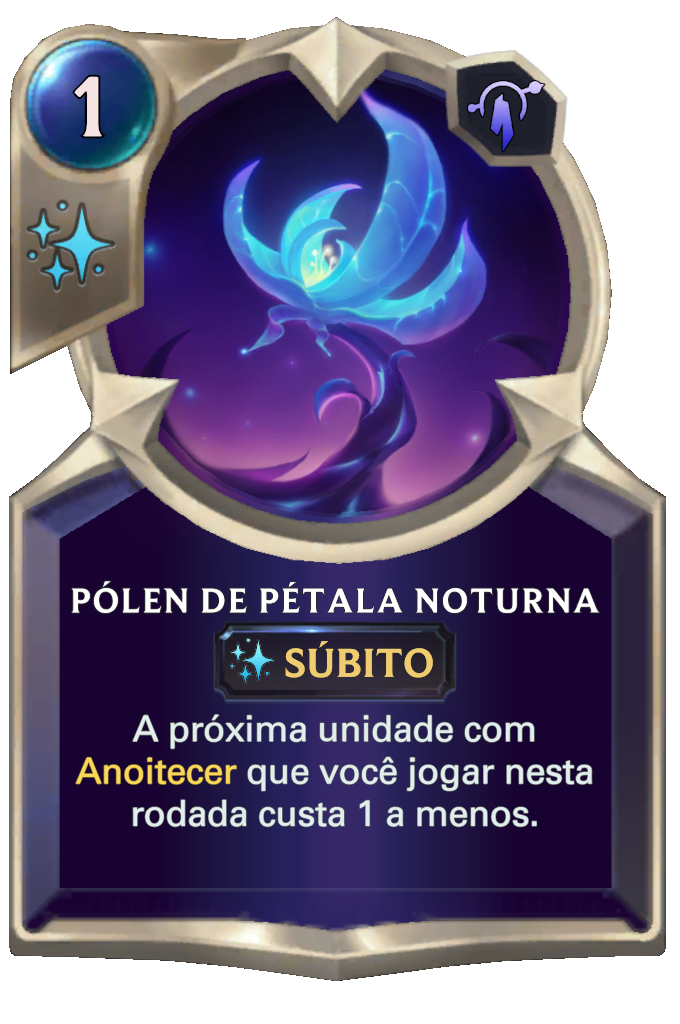 1
PÓLEN DE PÉTALA NOTURNA
SÚBITO
A próxima unidade com
Anoitecer que você jogar nesta
rodada custa 1 a menos.